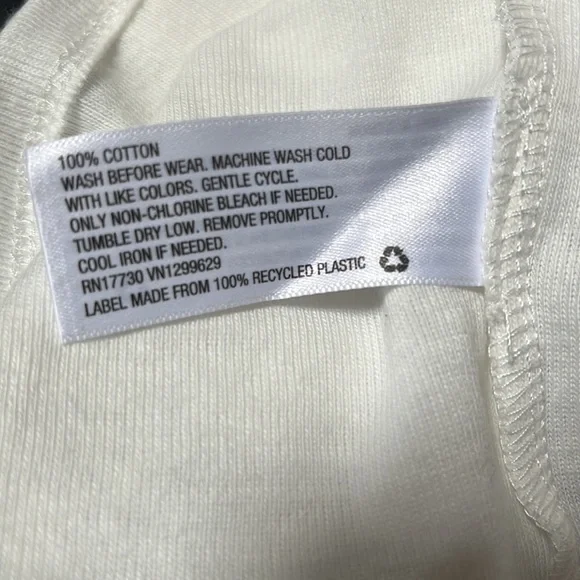 100% COTTON
WASH BEFORE WEAR. MACHINE WASH COLD
WITH LIKE COLORS. GENTLE CYCLE.
ONLY NON-CHLORINE BLEACH IF NEEDED.
TUMBLE DRY LOW. REMOVE PROMPTLY.
COOL IRON IF NEEDED.
RN17730 VN1299629
LABEL MADE FROM 100% RECYCLED PLASTIC